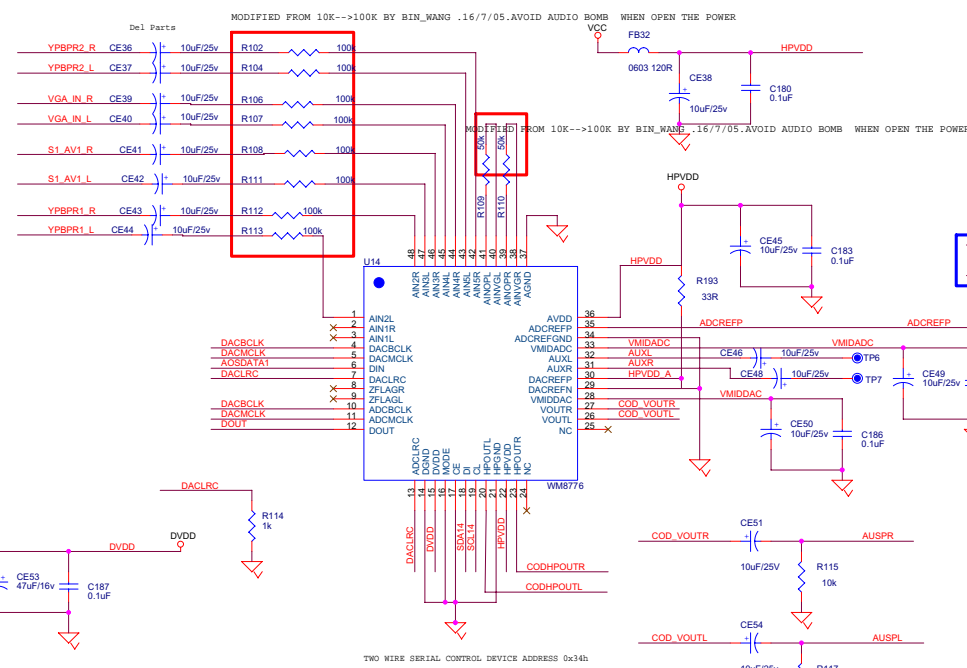 MODIFIED FROM 10K-->100K BY BIN_WANG .16/7/05.AVOID AUDIO BOMB  WHEN OPEN THE POWER
Del Parts
YPBPR2_R CE36 10uF/25v R102 100k
YPBPR2_L CE37 10uF/25v R104 100k
VGA_IN_R CE39 10uF/25v R106 100k
VGA_IN_L CE40 10uF/25v R107 100k
S1_AV1_R CE41 10uF/25v R108 100k
S1_AV1_L CE42 10uF/25v R111 100k
YPBPR1_R CE43 10uF/25v R112 100k
YPBPR1_L CE44 10uF/25v R113 100k
VCC
FB32
0603 120R
HPVDD
CE38
10uF/25v
C180
0.1uF
MODIFIED FROM 10K-->100K BY BIN_WANG .16/7/05.AVOID AUDIO BOMB  WHEN OPEN THE POWER
50k 50k
R109 R110
HPVDD
CE45
10uF/25v
C183
0.1uF
HPVDD
R193
33R
48 47 46 45 44 43 42 41 40 39 38 37
U14
AIN2R AIN3L AIN3R AIN4L AIN4R AIN5L AIN5R AINOPL AINVGL AINOPR AINVGR AGND
1 AIN2L
2 AIN1R
3 AIN1L
DACBCLK 4 DACBCLK
DACMCLK 5 DACMCLK
AOSDATA1 6 DIN
DACLRC 7 DACLRC
8 ZFLAGR
9 ZFLAGL
DACBCLK 10 ADCBCLK
DACMCLK 11 ADCMCLK
DOUT 12 DOUT
AVDD 36
ADCREFP 35 ADCREFP ADCREFP
ADCREFGND 34
VMIDADC 33 VMIDADC VMIDADC
AUXL 32 AUXL CE46 10uF/25v TP6
AUXR 31 AUXR CE48 10uF/25v TP7
DACREFP 30 HPVDD_A
DACREFN 29
VMIDDAC 28 VMIDDAC
VOUTR 27 COD_VOUTR
VOUTL 26 COD_VOUTL
NC 25
CE49
10uF/25v
CE50
10uF/25v
C186
0.1uF
ADCLRC DGND DVDD MODE CE DI CL HPOUTL HPGND HPVDD HPOUTR NC
WM8776
13 14 15 16 17 18 19 20 21 22 23 24
DACLRC DVDD SDA14 SCL14 HPVDD
CODHPOUTR
CODHPOUTL
DACLRC
R114
1k
DVDD
DVDD
CE53
47uF/16v
C187
0.1uF
COD_VOUTR
CE51
10uF/25V
AUSPR
R115
10k
COD_VOUTL
CE54
AUSPL
TWO WIRE SERIAL CONTROL DEVICE ADDRESS 0x34h